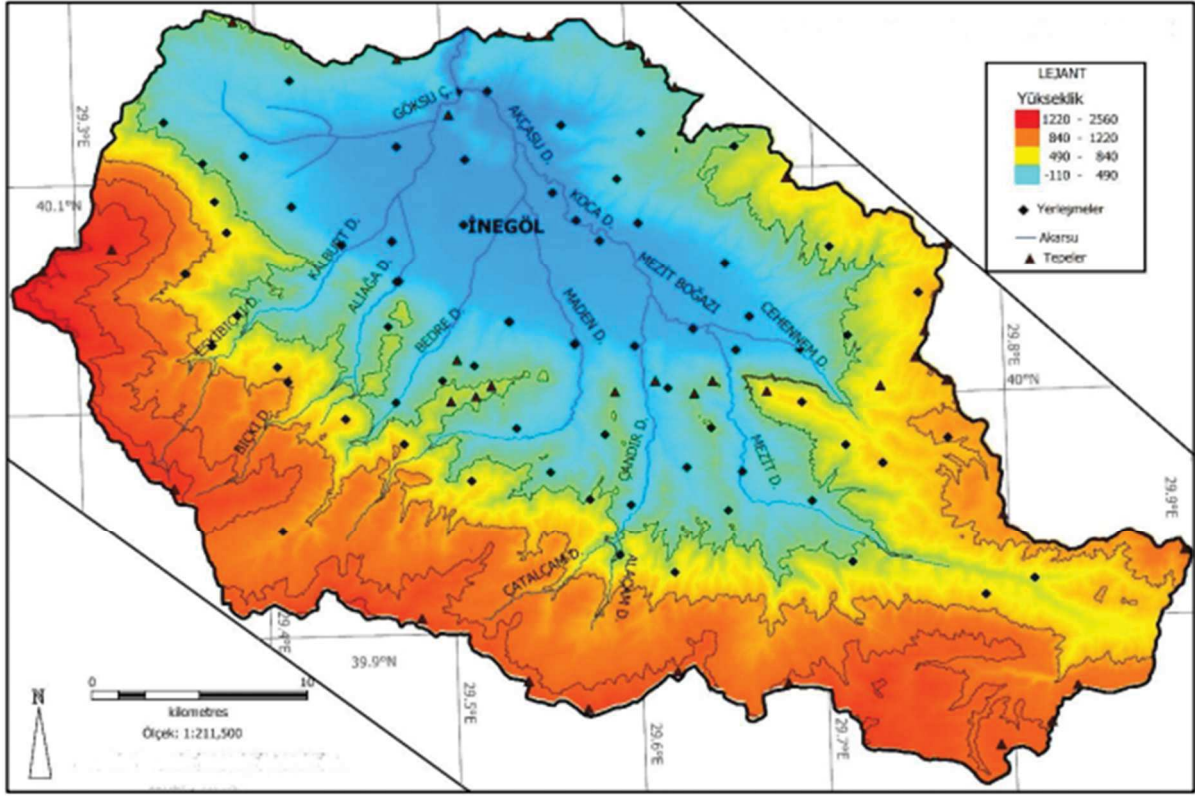 LEJANT
Yükseklik
1220 - 2560
840 - 1220
490 - 840
-110 - 490
Yerleşmeler
Akarsu
Tepeler
29.3°E
40.1°N
GÖKSU Ç.
AKÇASU D.
KOCA D.
İNEGÖL
KALBURT D.
ALİAĞA D.
MEZİT BOĞAZI
CEHENNEM D.
MADEN D.
BEDRE D.
BIÇKI D.
ÇANDIR D.
MEZİT D.
ÇATALÇAM D.
ALAÇAM D.
29.8°E
40°N
29.9°E
29.4°E
39.9°N
29.5°E
29.6°E
29.7°E
N
0 10
kilometres
Ölçek: 1:211,500